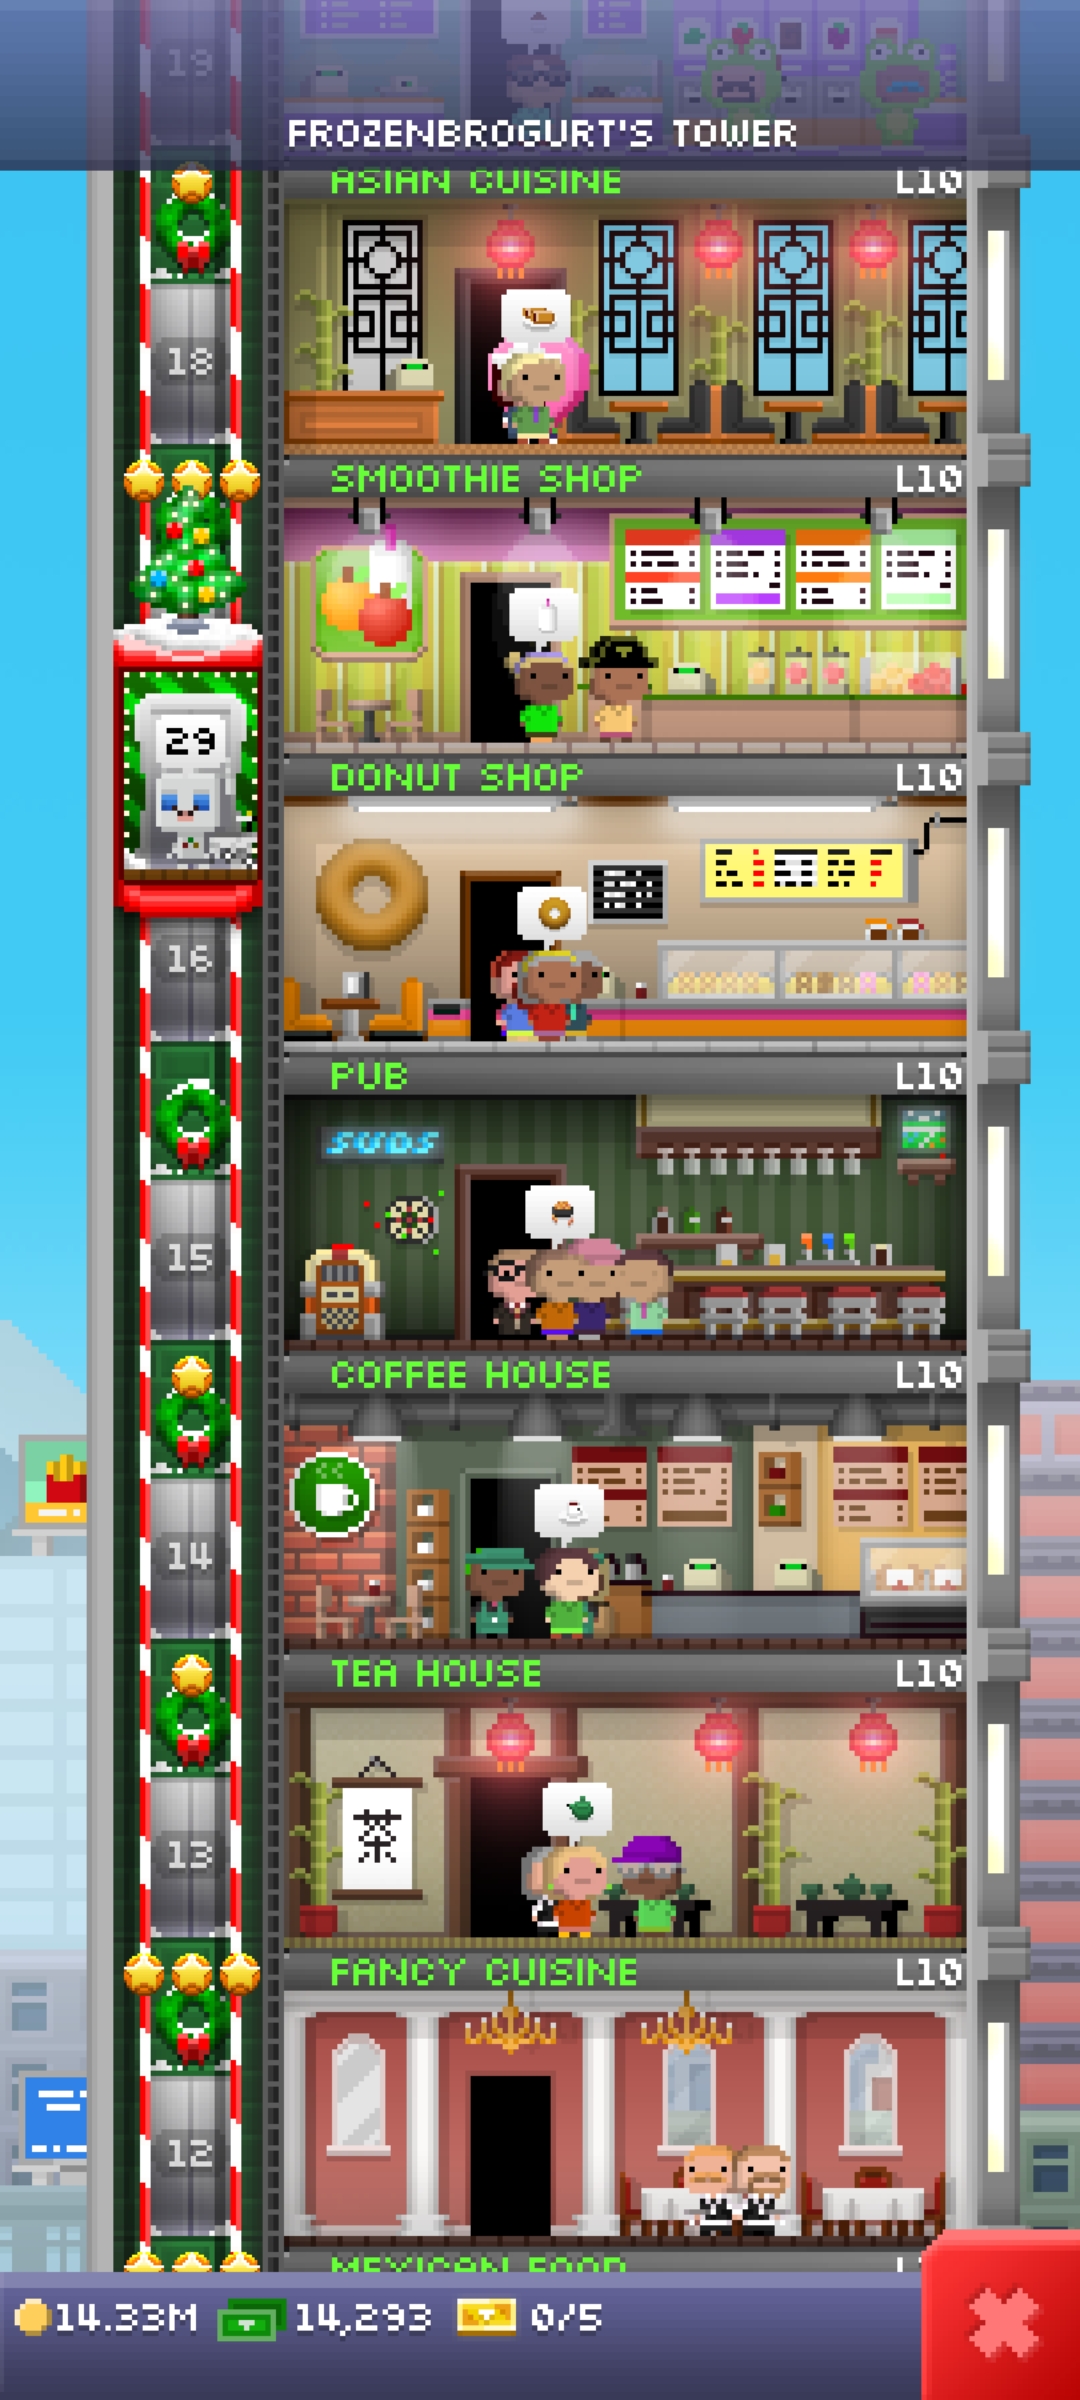 19
FROZENBROGURT'S TOWER
ASIAN CUISINE L10
18
SMOOTHIE SHOP L10
29
DONUT SHOP L10
16
PUB L10
SUDS
15
COFFEE HOUSE L10
14
TEA HOUSE L10
13
茶
FANCY CUISINE L10
12
MEXICAN FOOD
14.33M 14,293 0/5